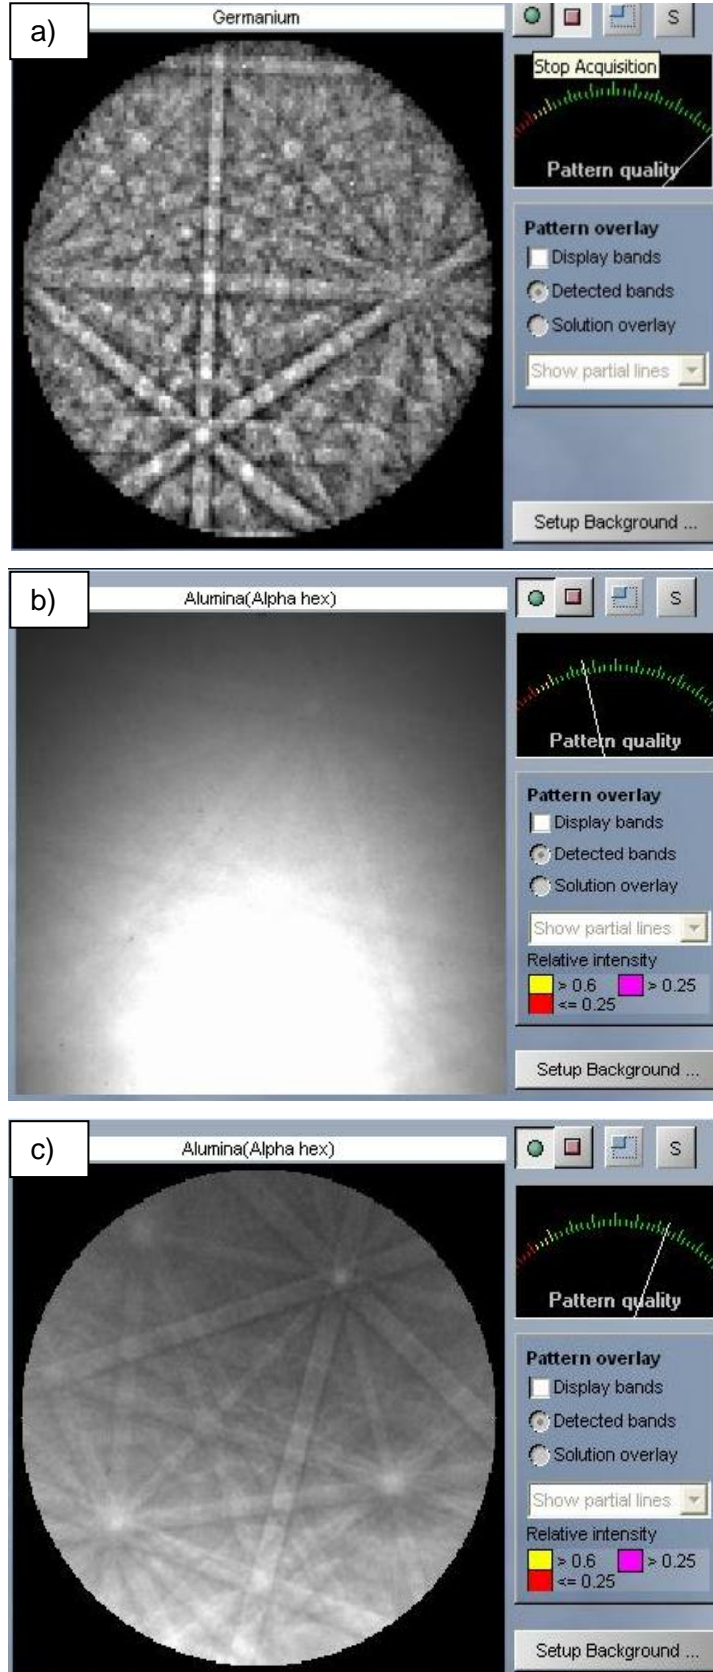 a)
Germanium
S
Stop Acquisition
Pattern quality
Pattern overlay
Display bands
Detected bands
Solution overlay
Show partial lines
Setup Background ...
b)
Alumina(Alpha hex)
S
Pattern quality
Pattern overlay
Display bands
Detected bands
Solution overlay
Show partial lines
Relative intensity
> 0.6 > 0.25
<= 0.25
Setup Background ...
c)
Alumina(Alpha hex)
S
Pattern quality
Pattern overlay
Display bands
Detected bands
Solution overlay
Show partial lines
Relative intensity
> 0.6 > 0.25
<= 0.25
Setup Background ...